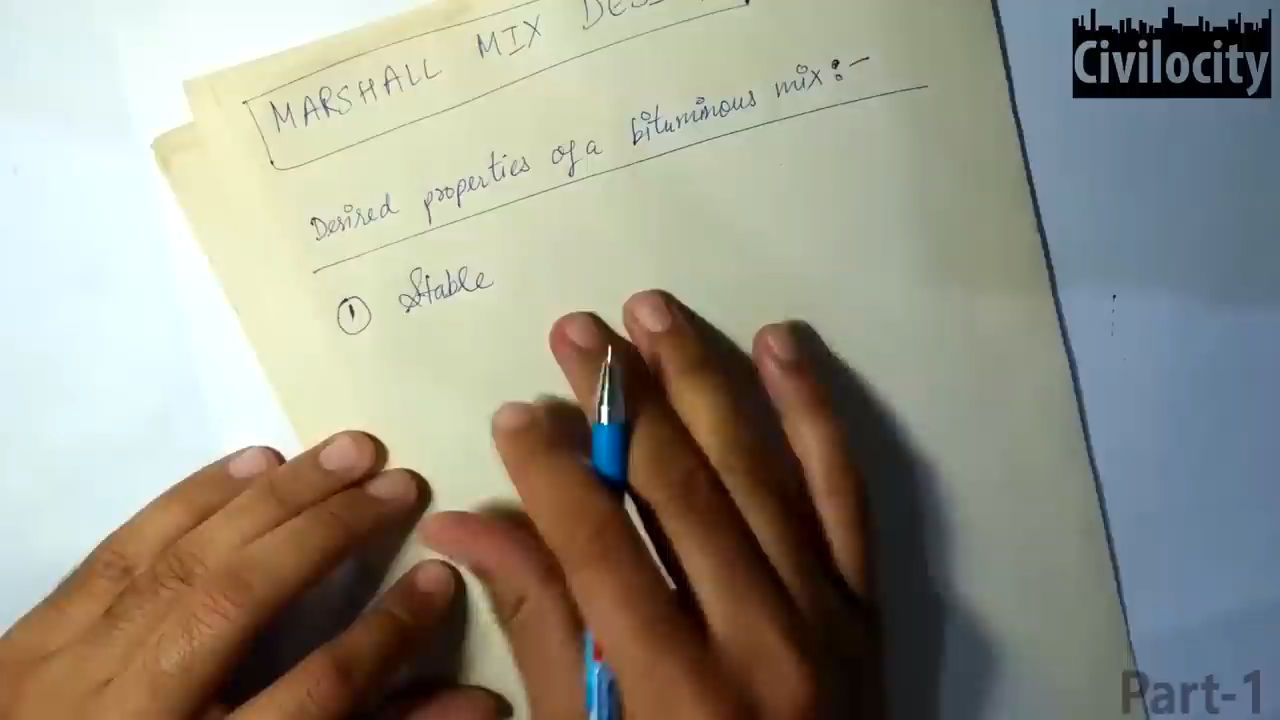 Civilocity
MARSHALL MIX
Desired properties of a bituminous mix :-
① Stable
Part-1